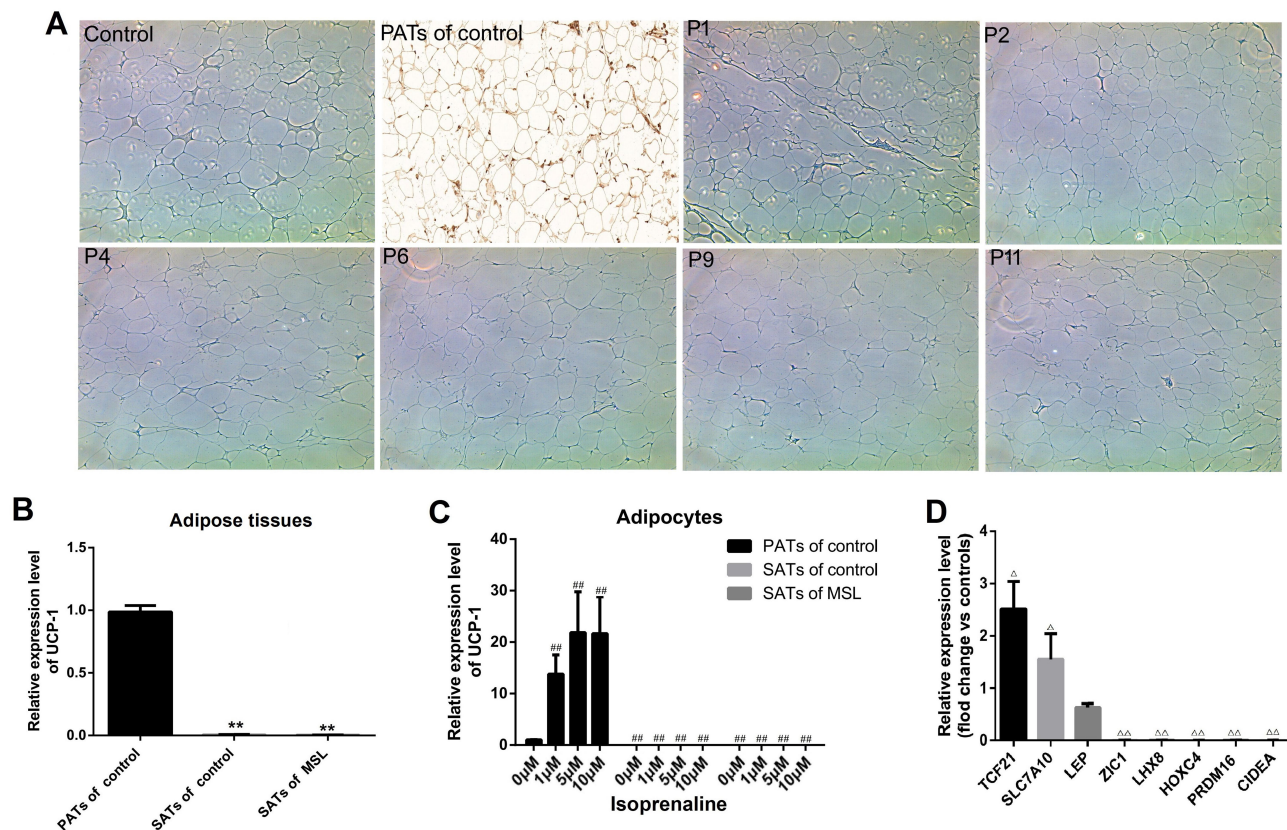 A
Control
PATs of control
P1
P2
P4
P6
P9
P11
B
Adipose tissues
Relative expression level
of UCP-1
1.5
1.0
0.5
0.0
**
**
PATs of control
SATs of control
SATs of MSL
C
Adipocytes
Relative expression level
of UCP-1
40
30
20
10
0
##
##
##
##
##
##
##
##
##
##
##
0μM
1μM
5μM
10μM
0μM
1μM
5μM
10μM
0μM
1μM
5μM
10μM
Isoprenaline
PATs of control
SATs of control
SATs of MSL
D
Relative expression level
(flod change vs controls)
4
3
2
1
0
△
△
△△
△△
△△
△△
△△
TCF21
SLC7A10
LEP
ZIC1
LHX8
HOXC4
PRDM16
CIDEA